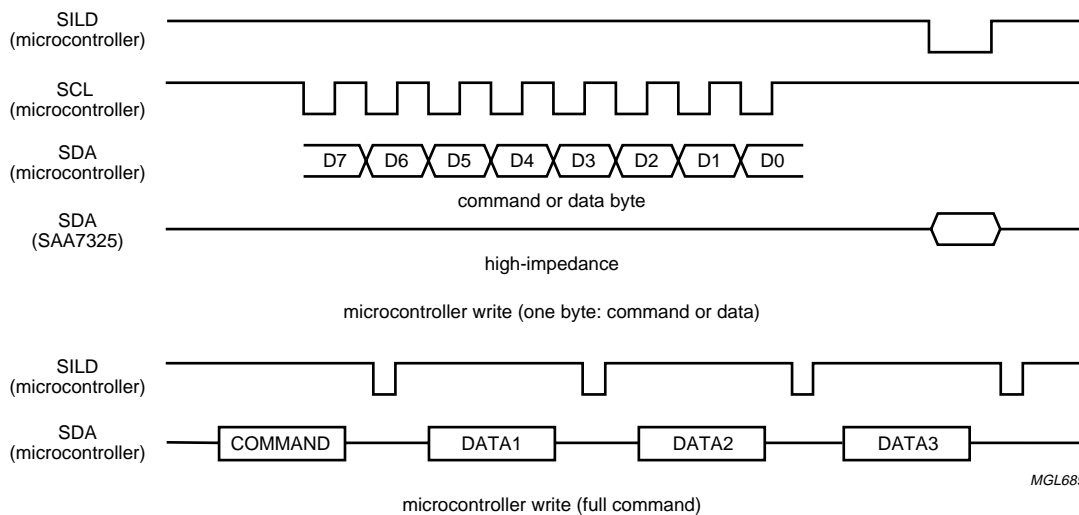 SILD
(microcontroller)
SCL
(microcontroller)
SDA
(microcontroller)
D7 D6 D5 D4 D3 D2 D1 D0
command or data byte
SDA
(SAA7325)
high-impedance
microcontroller write (one byte: command or data)
SILD
(microcontroller)
SDA
(microcontroller)
COMMAND DATA1 DATA2 DATA3
microcontroller write (full command)